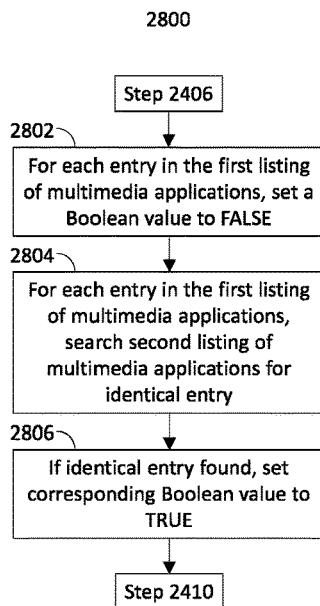 2800
Step 2406
2802
For each entry in the first listing
of multimedia applications, set a
Boolean value to FALSE
2804
For each entry in the first listing
of multimedia applications,
search second listing of
multimedia applications for
identical entry
2806
If identical entry found, set
corresponding Boolean value to
TRUE
Step 2410